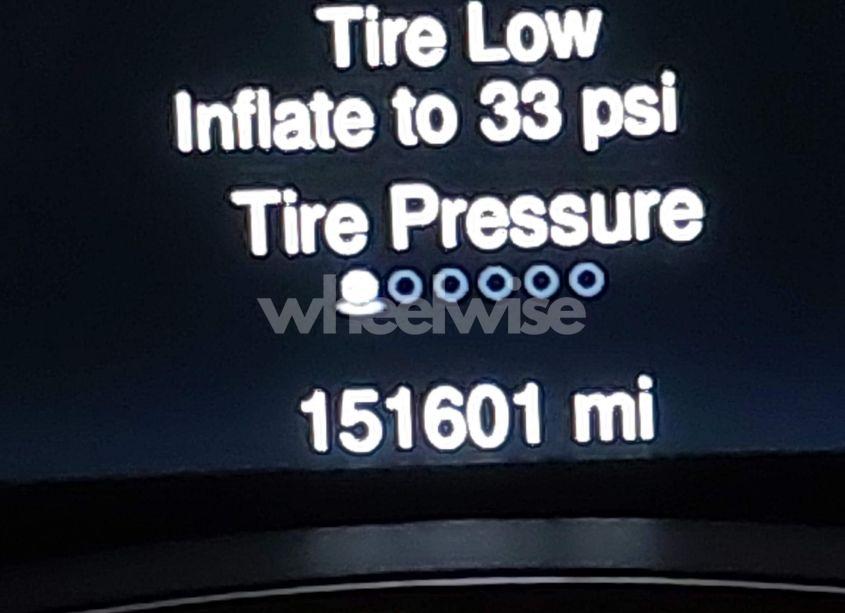 Tire Low
Inflate to 33 psi
Tire Pressure
wheelwise
151601 mi